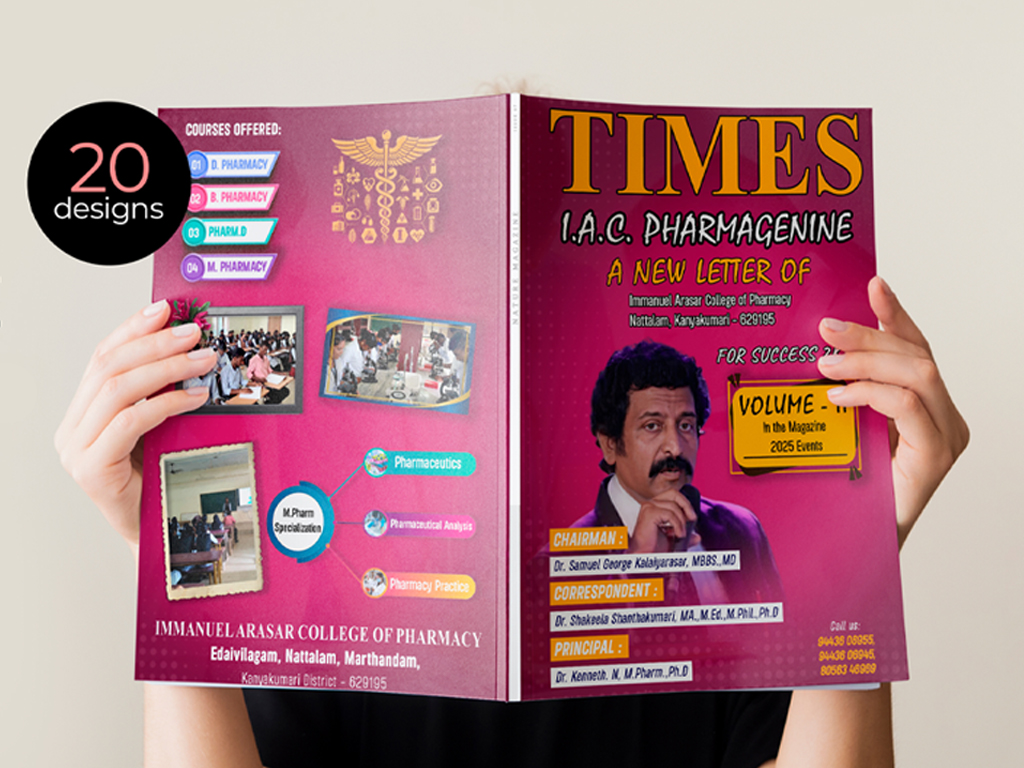 20
designs
COURSES OFFERED:
01 D. PHARMACY
02 B. PHARMACY
03 PHARM.D
04 M. PHARMACY
M.Pharm
Specialization
Pharmaceutics
Pharmaceutical Analysis
Pharmacy Practice
IMMANUEL ARASAR COLLEGE OF PHARMACY
Edaivilagam, Nattalam, Marthandam,
Kanyakumari District - 629195
NATURE MAGAZINE
TIMES
I.A.C. PHARMAGENINE
A NEW LETTER OF
Immanuel Arasar College of Pharmacy
Nattalam, Kanyakumari - 629195
FOR SUCCESS
VOLUME -
In the Magazine
2025 Events
CHAIRMAN :
Dr. Samuel George Kalaiyarasar, MBBS.,MD
CORRESPONDENT :
Dr. Shakeela Shanthakumari, MA.,M.Ed.,M.Phil.,Ph.D
PRINCIPAL :
Dr. Kenneth. N, M.Pharm.,Ph.D
Call us:
94436 06955,
94436 06945,
80563 46969